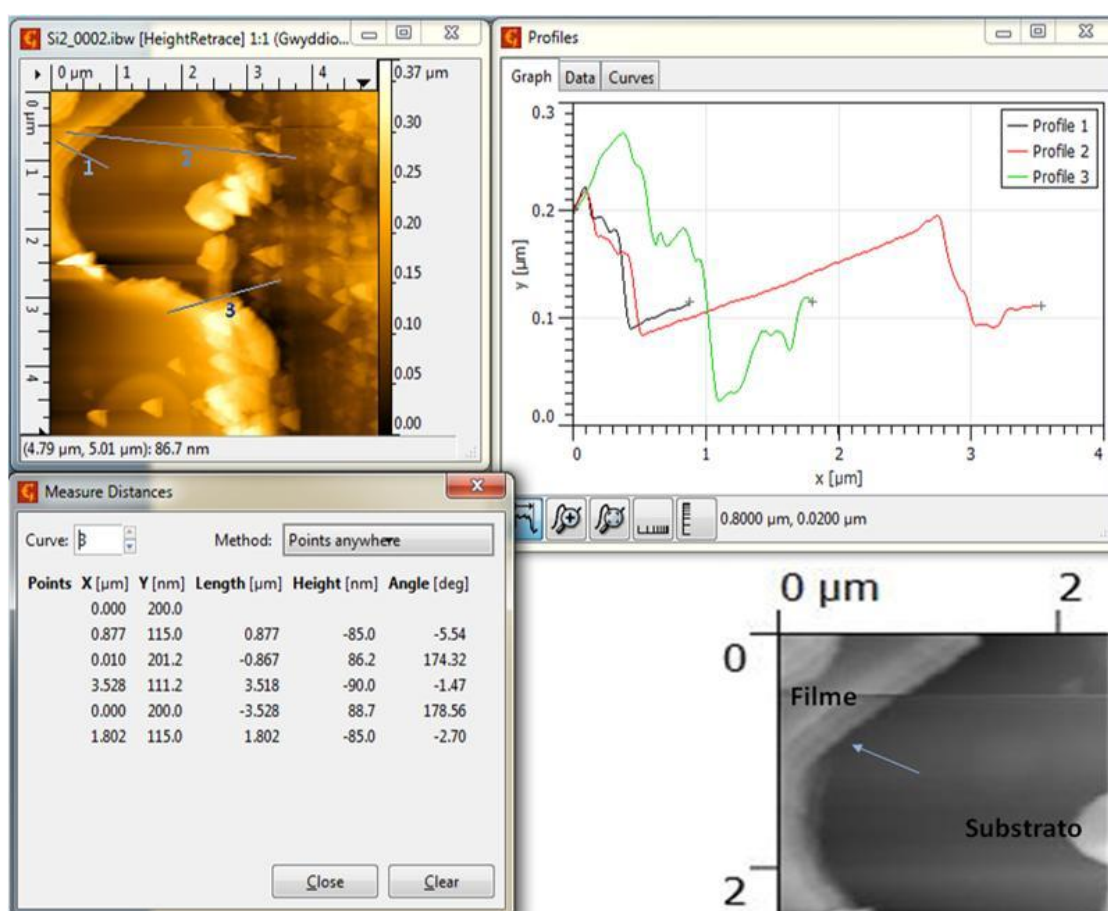 Si2_0002.ibw [HeightRetrace] 1:1 (Gwyddio...
0 µm 1 2 3 4
0 µm
1
2
3
4
0.37 µm
0.30
0.25
0.20
0.15
0.10
0.05
0.00
1
2
3
(4.79 µm, 5.01 µm): 86.7 nm
Profiles
Graph Data Curves
Profile 1
Profile 2
Profile 3
0.3
0.2
0.1
0.0
y [µm]
0 1 2 3 4
x [µm]
0.8000 µm, 0.0200 µm
Measure Distances
Curve: 3 Method: Points anywhere
Points X [µm] Y [nm] Length [µm] Height [nm] Angle [deg]
0.000 200.0
0.877 115.0 0.877 -85.0 -5.54
0.010 201.2 -0.867 86.2 174.32
3.528 111.2 3.518 -90.0 -1.47
0.000 200.0 -3.528 88.7 178.56
1.802 115.0 1.802 -85.0 -2.70
Close Clear
0 µm 2
0
2
Filme
Substrato